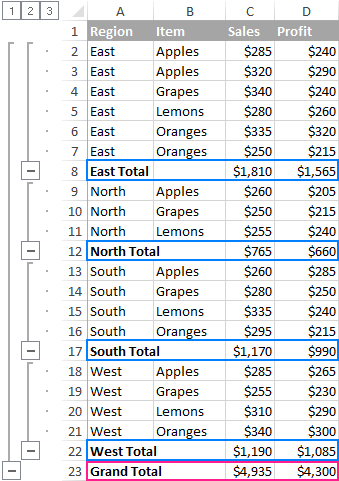 1 2 3 A B C D
1 Region Item Sales Profit
2 East Apples $285 $240
3 East Apples $320 $290
4 East Grapes $340 $240
5 East Lemons $280 $260
6 East Oranges $335 $320
7 East Oranges $250 $215
8 East Total $1,810 $1,565
9 North Apples $260 $205
10 North Grapes $250 $215
11 North Lemons $255 $240
12 North Total $765 $660
13 South Apples $260 $285
14 South Grapes $280 $250
15 South Lemons $335 $240
16 South Oranges $295 $215
17 South Total $1,170 $990
18 West Apples $285 $265
19 West Grapes $255 $230
20 West Lemons $310 $290
21 West Oranges $340 $300
22 West Total $1,190 $1,085
23 Grand Total $4,935 $4,300